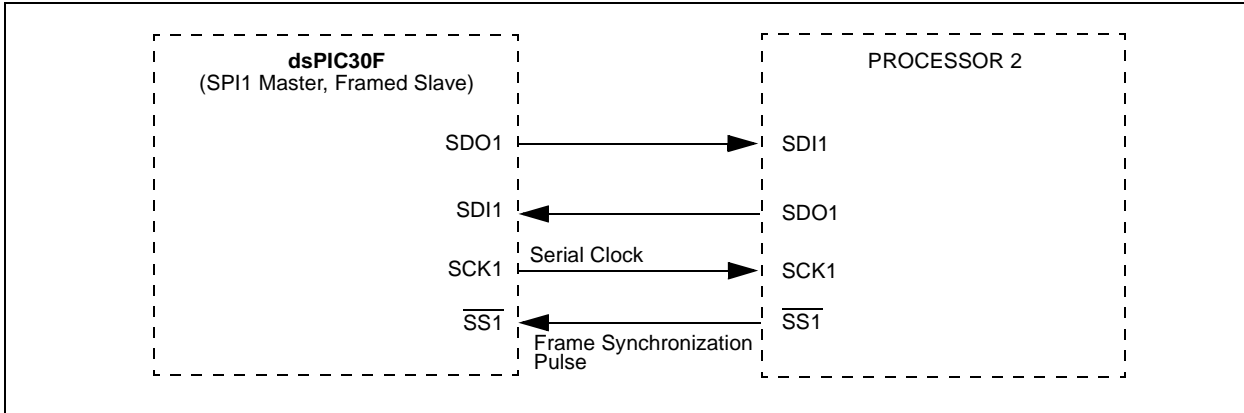 dsPIC30F
(SPI1 Master, Framed Slave)
PROCESSOR 2
SDO1
SDI1
SDI1
SDO1
SCK1
Serial Clock
SCK1
SS1
SS1
Frame Synchronization
Pulse